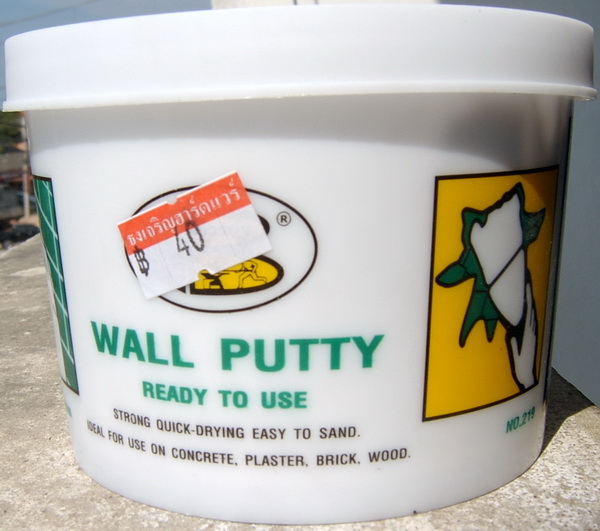 ธงเจริญฮาร์ดแวร์
฿ 40
®
WALL PUTTY
READY TO USE
STRONG QUICK-DRYING EASY TO SAND.
IDEAL FOR USE ON CONCRETE, PLASTER, BRICK, WOOD.
NO.219